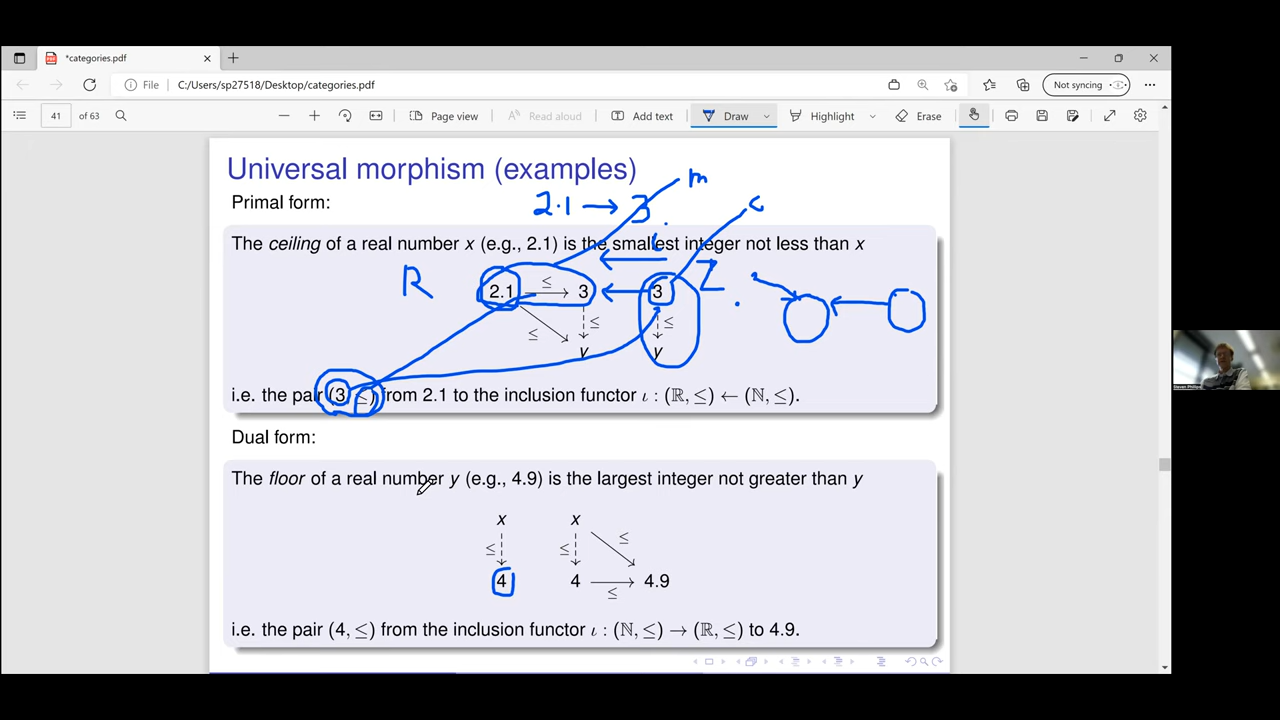 *categories.pdf
File C:/Users/sp27518/Desktop/categories.pdf Not syncing
41 of 63 Page view Read aloud Add text Draw Highlight Erase
Universal morphism (examples)
Primal form:
2.1 → 3 m c
The ceiling of a real number x (e.g., 2.1) is the smallest integer not less than x
R 2.1 ≤ 3 3 Z
≤ ≤ ≤
y y
i.e. the pair (3, ≤) from 2.1 to the inclusion functor ι : (ℝ, ≤) ← (ℕ, ≤).
Dual form:
The floor of a real number y (e.g., 4.9) is the largest integer not greater than y
x x
≤ ≤ ≤
4 4 → 4.9
≤
i.e. the pair (4, ≤) from the inclusion functor ι : (ℕ, ≤) → (ℝ, ≤) to 4.9.